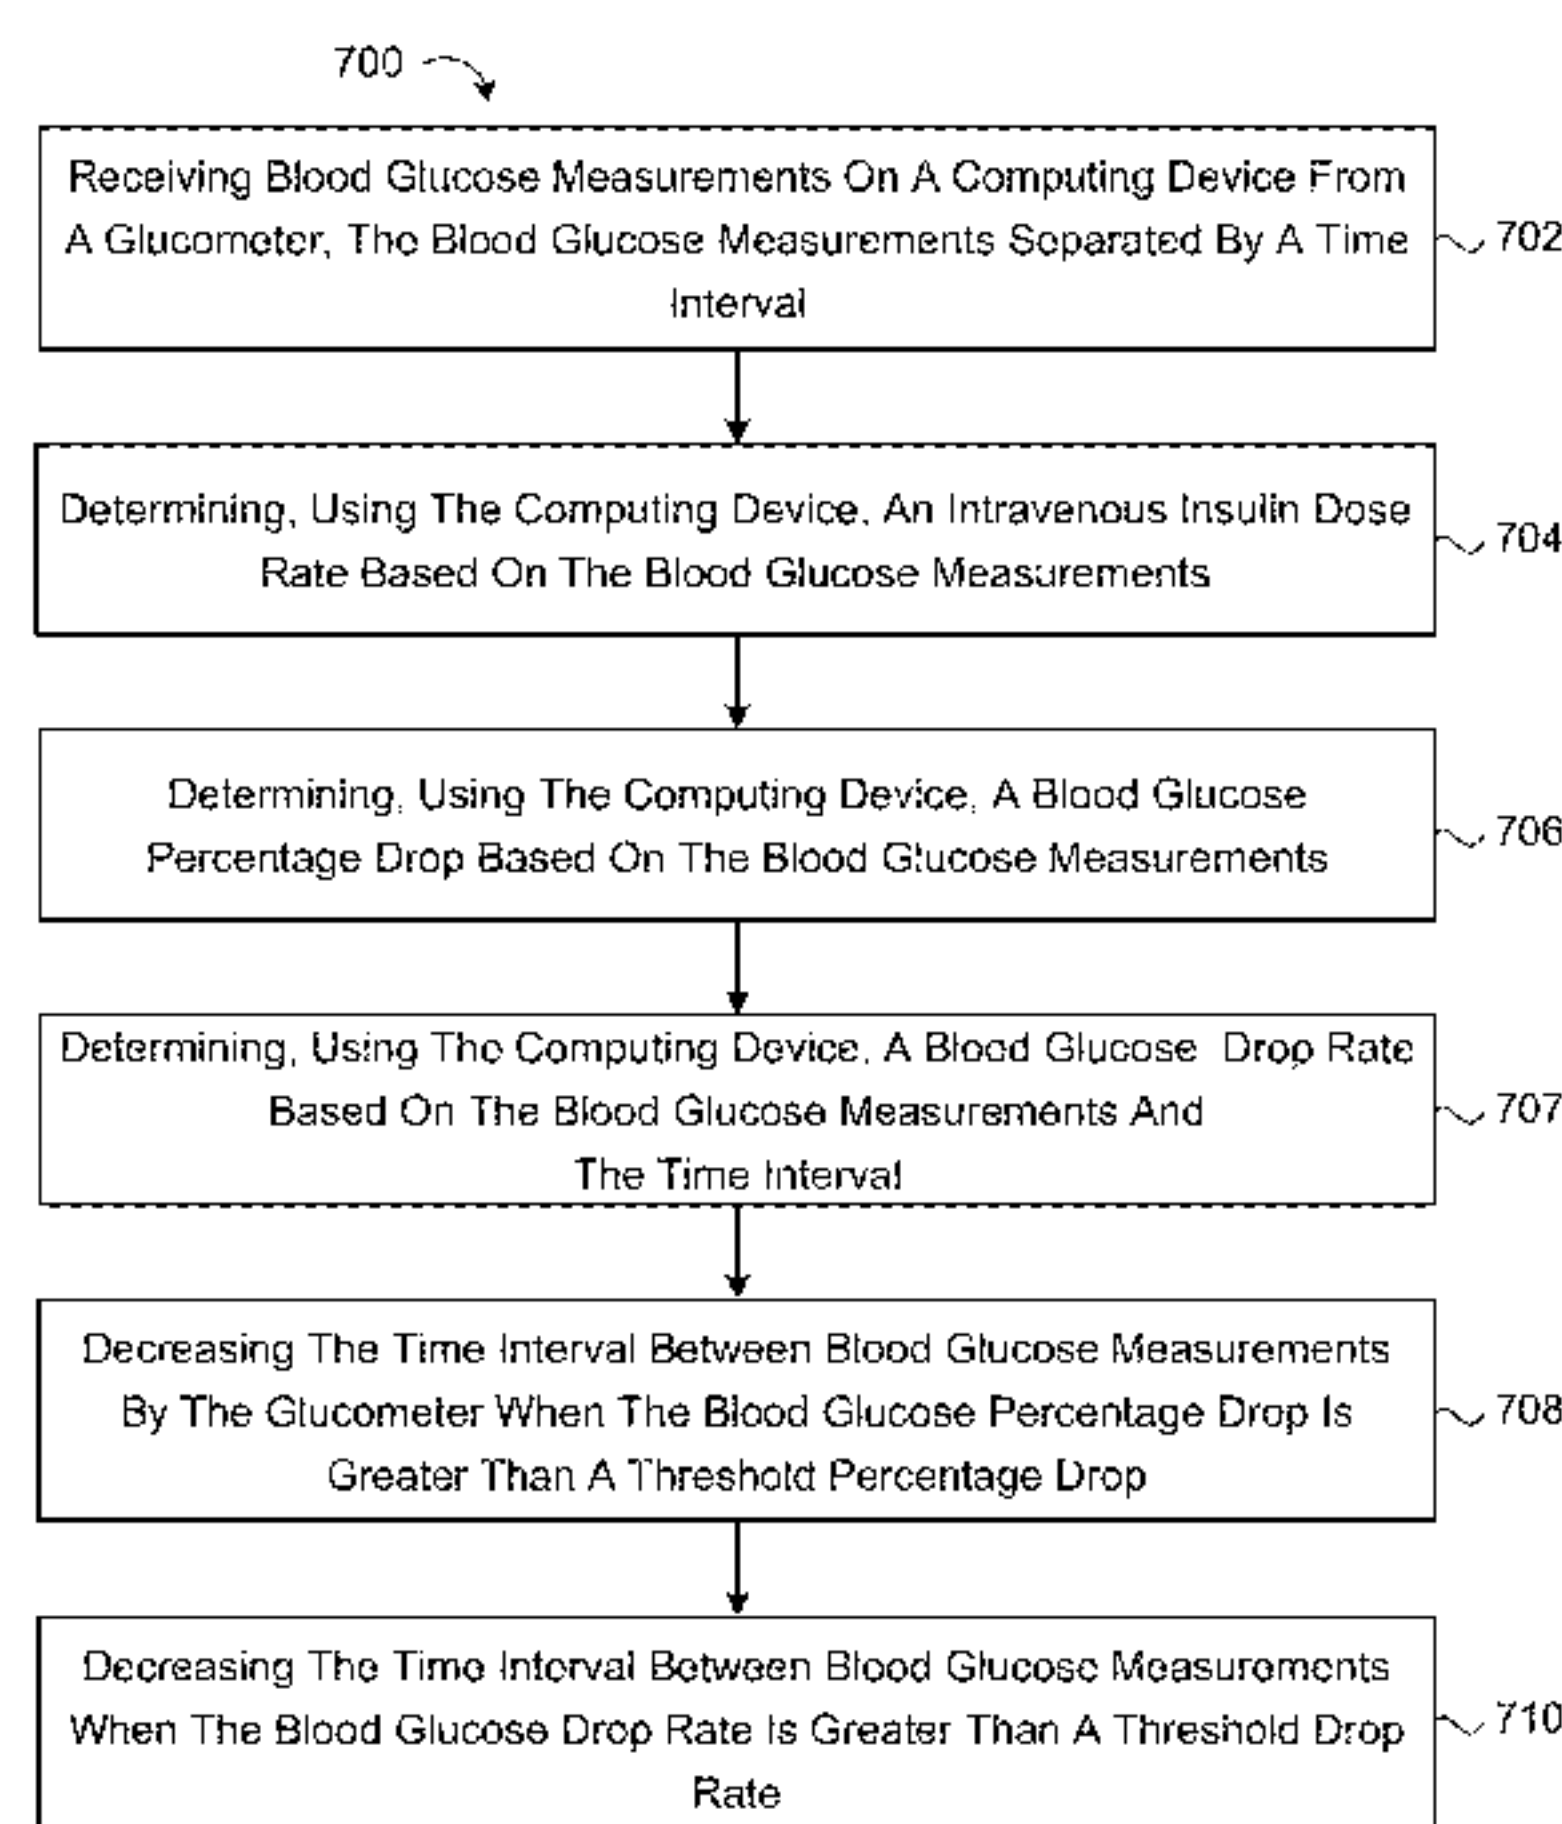 700
Receiving Blood Glucose Measurements On A Computing Device From
A Glucometer, The Blood Glucose Measurements Separated By A Time
Interval
702
Determining, Using The Computing Device, An Intravenous Insulin Dose
Rate Based On The Blood Glucose Measurements
704
Determining, Using The Computing Device, A Blood Glucose
Percentage Drop Based On The Blood Glucose Measurements
706
Determining, Using The Computing Device, A Blood Glucose Drop Rate
Based On The Blood Glucose Measurements And
The Time Interval
707
Decreasing The Time Interval Between Blood Glucose Measurements
By The Glucometer When The Blood Glucose Percentage Drop Is
Greater Than A Threshold Percentage Drop
708
Decreasing The Time Interval Between Blood Glucose Measurements
When The Blood Glucose Drop Rate Is Greater Than A Threshold Drop
Rate
710